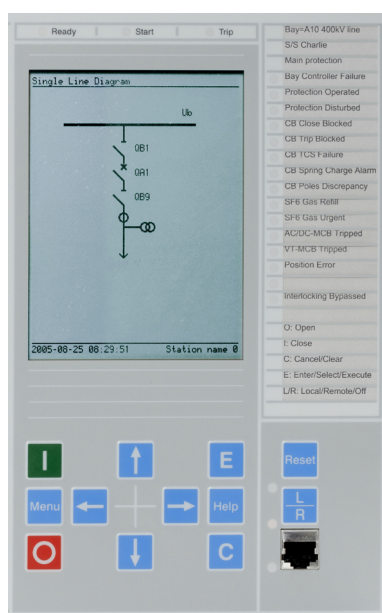 Ready
Start
Trip
Single Line Diagram
Ub
0B1
0A1
0B9
2005-08-25 08:29:51
Station name 0
Bay=A10 400kV line
S/S Charlie
Main protection
Bay Controller Failure
Protection Operated
Protection Disturbed
CB Close Blocked
CB Trip Blocked
CB TCS Failure
CB Spring Charge Alarm
CB Poles Discrepancy
SF6 Gas Refill
SF6 Gas Urgent
AC/DC-MCB Tripped
VT-MCB Tripped
Position Error
Interlocking Bypassed
O: Open
I: Close
C: Cancel/Clear
E: Enter/Select/Execute
L/R: Local/Remote/Off
I
E
Menu
Help
O
C
Reset
L
R